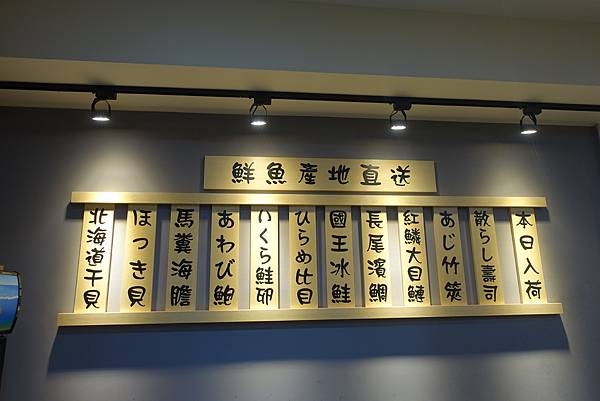 鮮魚產地直送
本日入荷
散らし壽司
あじ竹筴
紅鱗大目鰱
長尾濱鯛
國王冰鮭
ひらめ比目
いくら鮭卵
あわび鮑
馬糞海膽
ほっき貝
北海道干貝